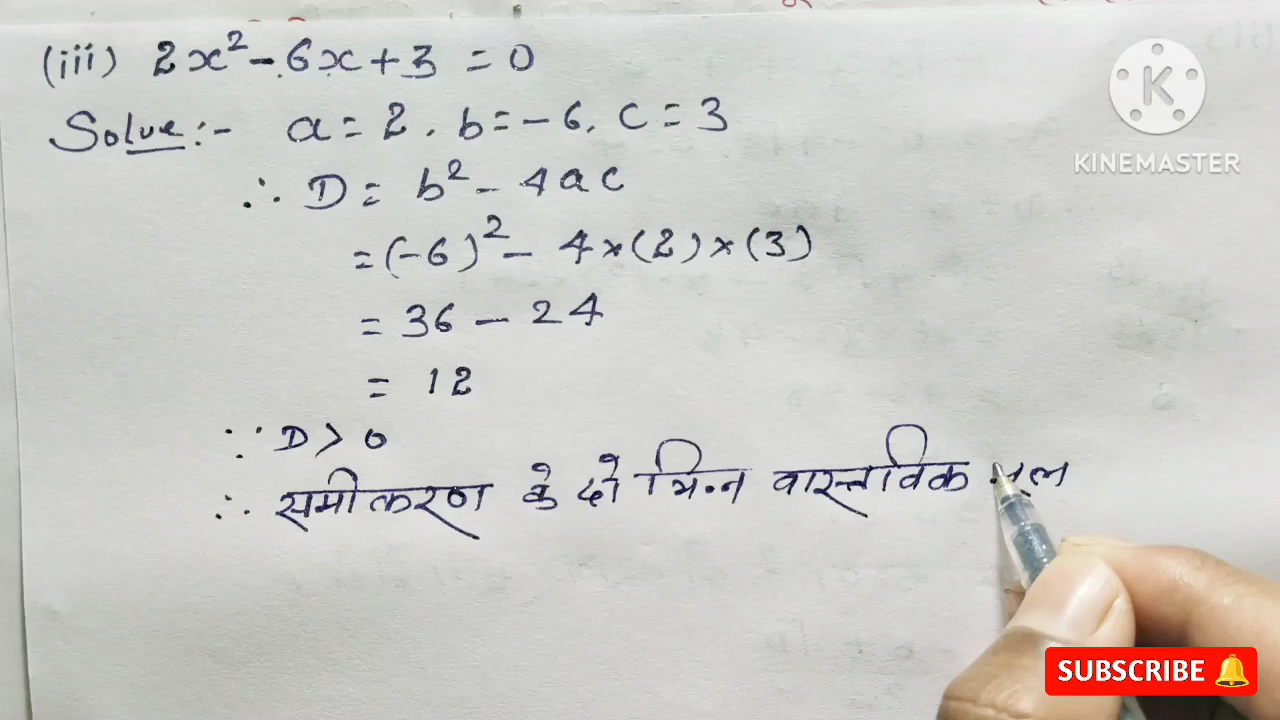 (iii) 2x² - 6x + 3 = 0
Solve :- a = 2, b = -6, c = 3
∴ D = b² - 4ac
= (-6)² - 4×(2)×(3)
= 36 - 24
= 12
∵ D > 0
∴ समीकरण के दो भिन्न वास्तविक मूल
KINEMASTER
SUBSCRIBE